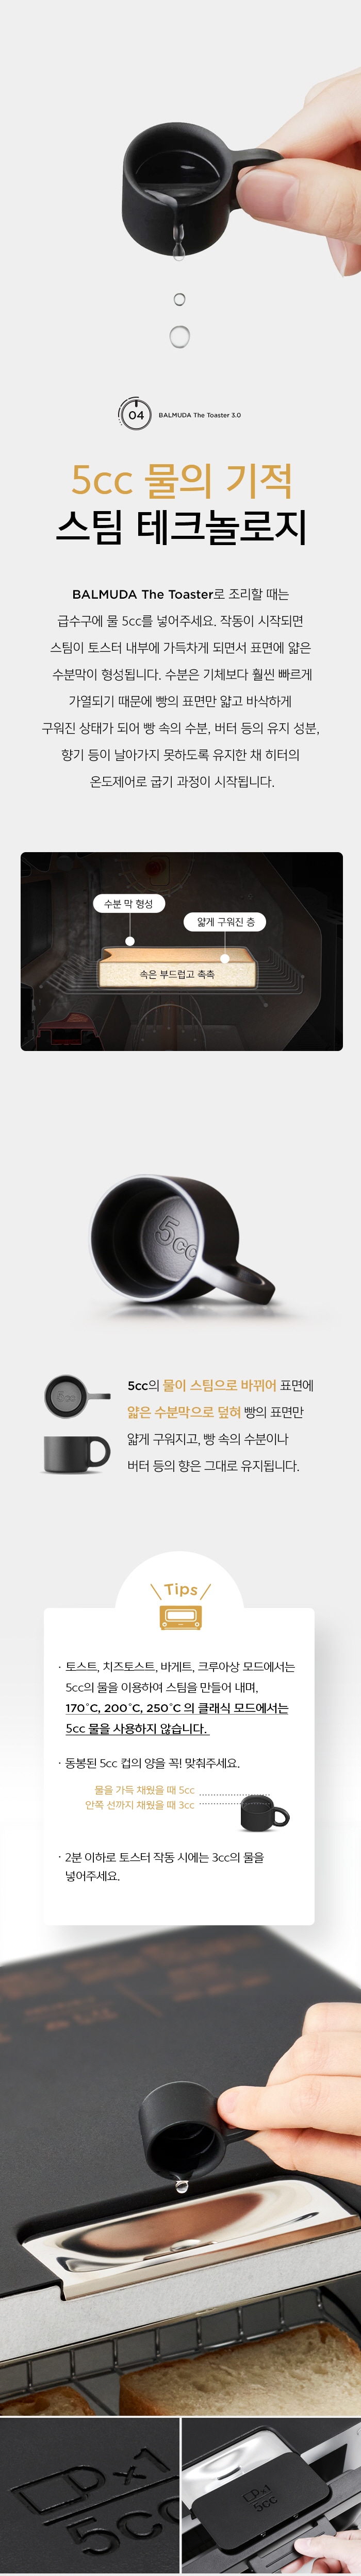 04
BALMUDA The Toaster 3.0
5cc 물의 기적
스팀 테크놀로지
BALMUDA The Toaster로 조리할 때는
급수구에 물 5cc를 넣어주세요. 작동이 시작되면
스팀이 토스터 내부에 가득차게 되면서 표면에 얇은
수분막이 형성됩니다. 수분은 기체보다 훨씬 빠르게
가열되기 때문에 빵의 표면만 얇고 바삭하게
구워진 상태가 되어 빵 속의 수분, 버터 등의 유지 성분,
향기 등이 날아가지 못하도록 유지한 채 히터의
온도제어로 굽기 과정이 시작됩니다.
수분 막 형성
얇게 구워진 층
속은 부드럽고 촉촉
5cc
5cc
5cc의 물이 스팀으로 바뀌어 표면에
얇은 수분막으로 덮혀 빵의 표면만
얇게 구워지고, 빵 속의 수분이나
버터 등의 향은 그대로 유지됩니다.
Tips
· 토스트, 치즈토스트, 바게트, 크루아상 모드에서는
5cc의 물을 이용하여 스팀을 만들어 내며,
170˚C, 200˚C, 250˚C 의 클래식 모드에서는
5cc 물을 사용하지 않습니다.
· 동봉된 5cc 컵의 양을 꼭! 맞춰주세요.
물을 가득 채웠을 때 5cc
안쪽 선까지 채웠을 때 3cc
· 2분 이하로 토스터 작동 시에는 3cc의 물을
넣어주세요.
x1
5cc
x1
5cc